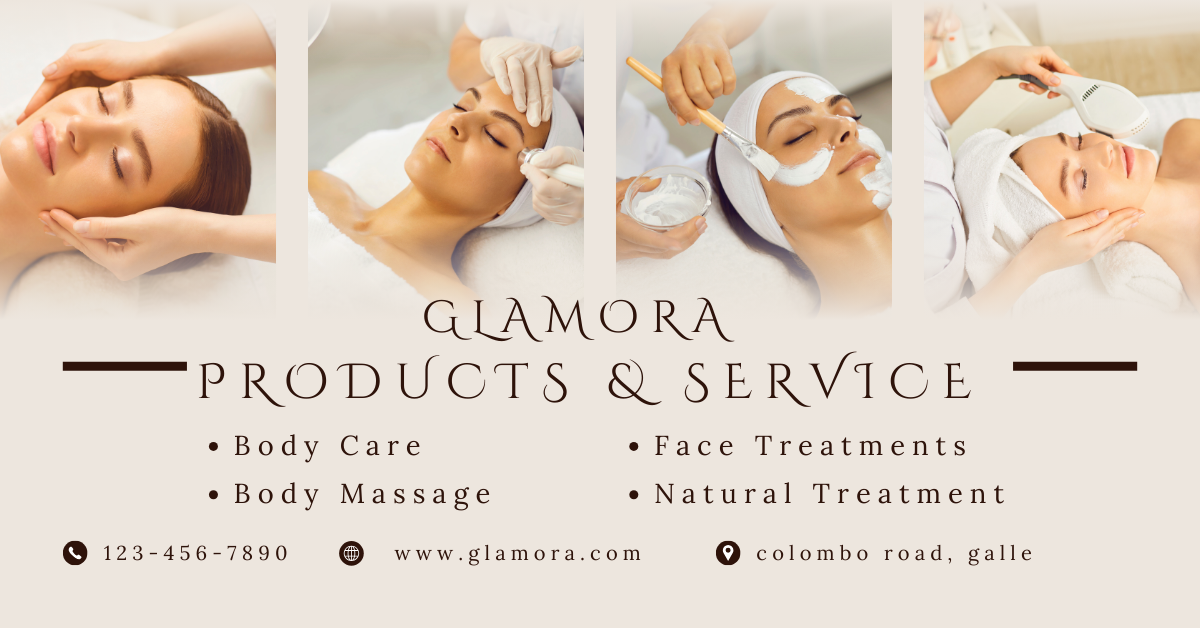 GLAMORA
PRODUCTS & SERVICE
• Body Care
• Body Massage
• Face Treatments
• Natural Treatment
123-456-7890
www.glamora.com
colombo road, galle